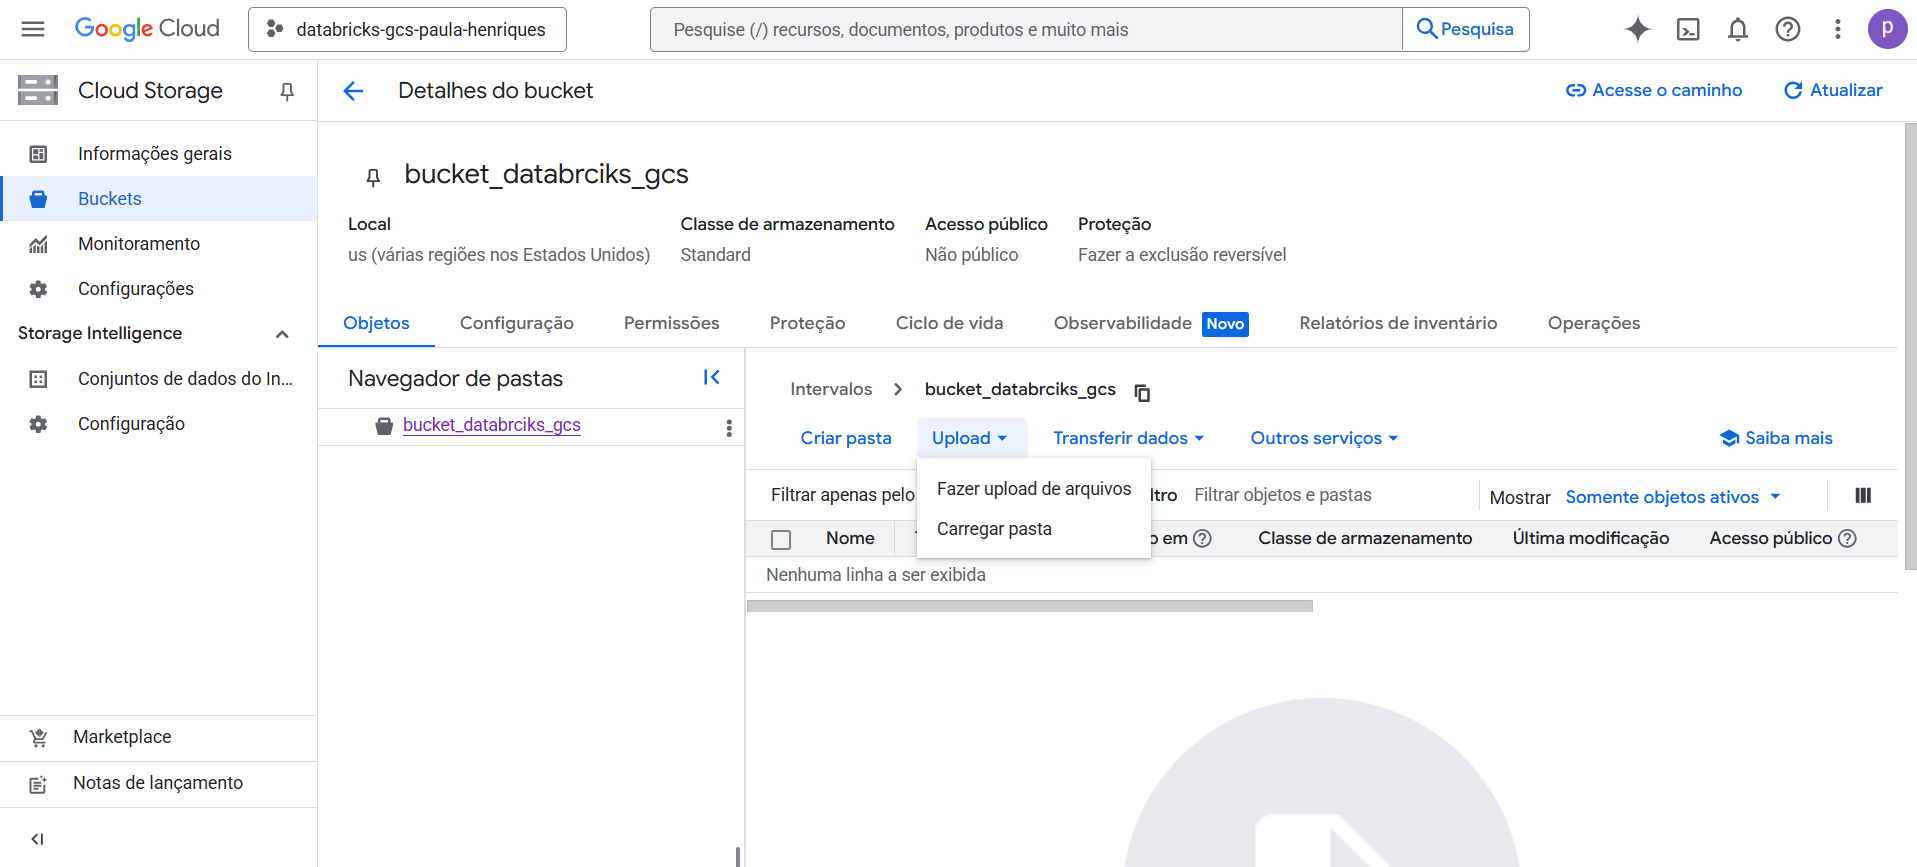 Google Cloud
databricks-gcs-paula-henriques
Pesquise (/) recursos, documentos, produtos e muito mais
Pesquisa
p
Cloud Storage
Detalhes do bucket
Acesse o caminho
Atualizar
Informações gerais
Buckets
Monitoramento
Configurações
Storage Intelligence
Conjuntos de dados do In...
Configuração
Marketplace
Notas de lançamento
bucket_databrciks_gcs
Local
Classe de armazenamento
Acesso público
Proteção
us (várias regiões nos Estados Unidos)
Standard
Não público
Fazer a exclusão reversível
Objetos
Configuração
Permissões
Proteção
Ciclo de vida
Observabilidade
Novo
Relatórios de inventário
Operações
Navegador de pastas
bucket_databrciks_gcs
Intervalos
bucket_databrciks_gcs
Criar pasta
Upload
Transferir dados
Outros serviços
Saiba mais
Fazer upload de arquivos
Carregar pasta
Filtrar apenas pelo
ltro
Filtrar objetos e pastas
Mostrar
Somente objetos ativos
Nome
o em
Classe de armazenamento
Última modificação
Acesso público
Nenhuma linha a ser exibida